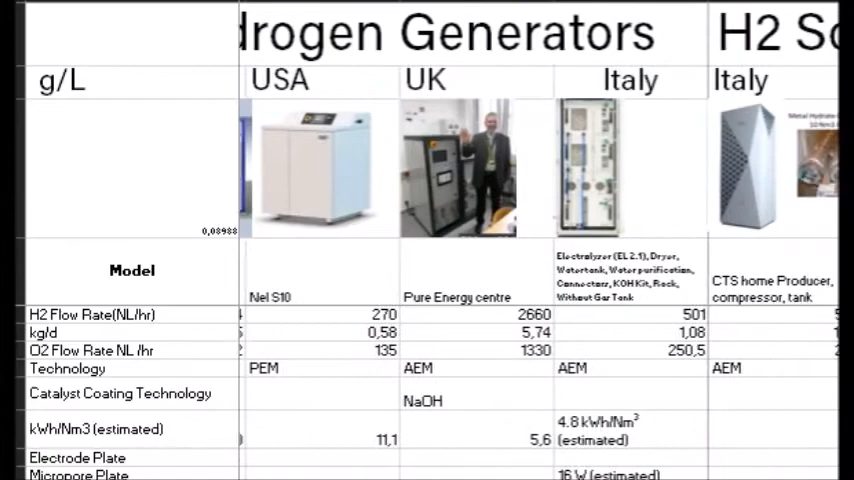 drogen Generators H2 So
g/L USA UK Italy Italy
Metal Hydrate
10 Nm3
0,08988
Model Nel S10 Pure Energy centre
Electrolyzer (EL 2.1), Dryer,
Watertank, Water purification,
Connectors, KOH Kit, Rack,
Without Gar Tank
CTS home Producer,
compressor, tank
H2 Flow Rate(NL/hr) 270 2660 501
kg/d 0,58 5,74 1,08
O2 Flow Rate NL /hr 135 1330 250,5
Technology PEM AEM AEM AEM
Catalyst Coating Technology NaOH
kWh/Nm3 (estimated) 11,1 5,6 4.8 kWh/Nm³
(estimated)
Electrode Plate
Micropore Plate 16 W (estimated)